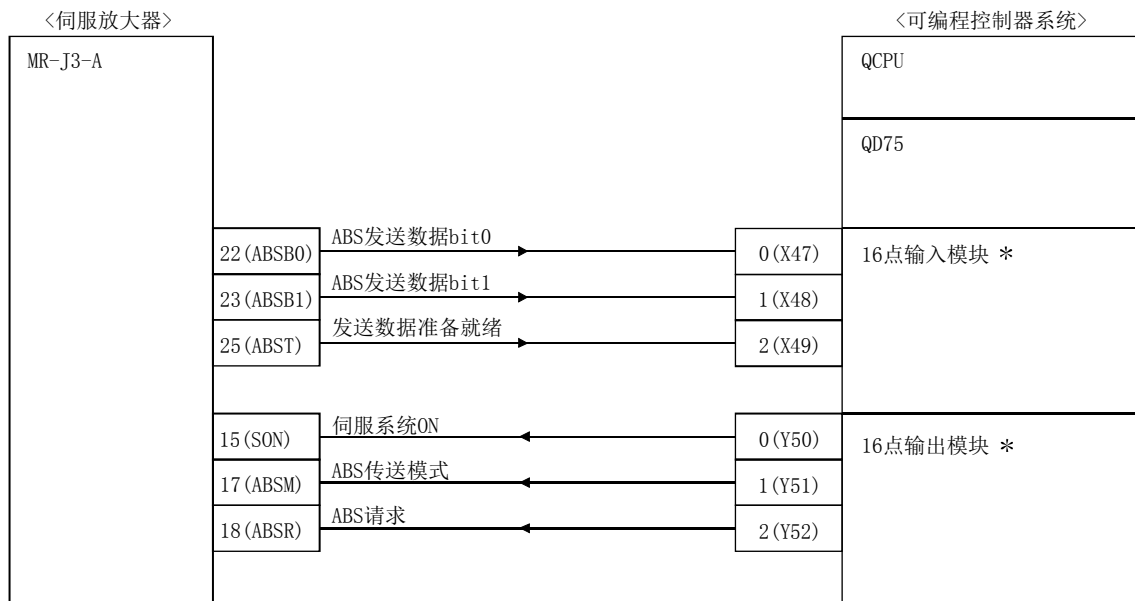 <伺服放大器>
<可编程控制器系统>
MR-J3-A
QCPU
QD75
22(ABSB0)
ABS发送数据bit0
0(X47)
16点输入模块 *
23(ABSB1)
ABS发送数据bit1
1(X48)
25(ABST)
发送数据准备就绪
2(X49)
15(SON)
伺服系统ON
0(Y50)
16点输出模块 *
17(ABSM)
ABS传送模式
1(Y51)
18(ABSR)
ABS请求
2(Y52)